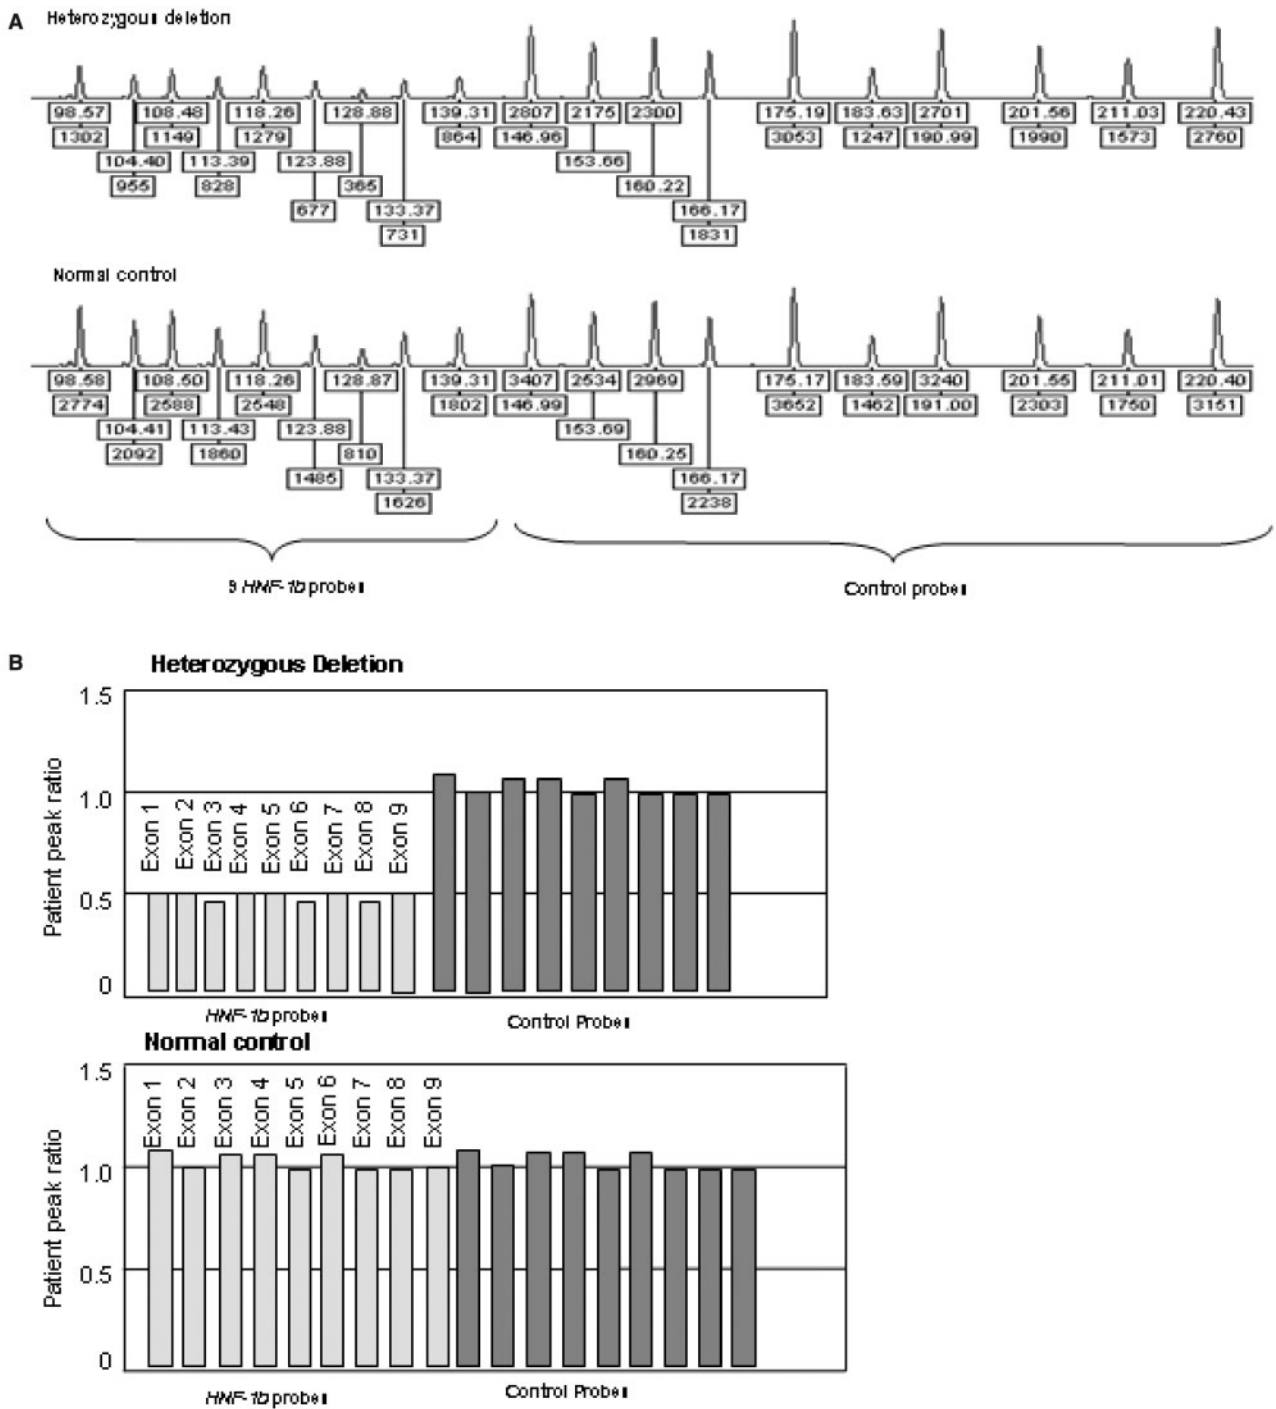 A
Heterozygous deletion
98.57 108.48 118.26 128.88 139.31 2807 2175 2300 175.19 183.63 2701 201.56 211.03 220.43
1302 1149 1279 864 146.96 3053 1247 190.99 1990 1573 2760
104.40 113.39 123.88 153.66
955 828 365 160.22
677 133.37 166.17
731 1831
Normal control
98.58 108.50 118.26 128.87 139.31 3407 2534 2969 175.17 183.59 3240 201.55 211.01 220.40
2774 2588 2548 1802 146.99 3652 1462 191.00 2303 1750 3151
104.41 113.43 123.88 153.69
2092 1860 810 160.25
1485 133.37 166.17
1626 2238
9 HNF-1b probes Control probes
B
Heterozygous Deletion
Patient peak ratio
1.5
1.0
0.5
0
Exon 1 Exon 2 Exon 3 Exon 4 Exon 5 Exon 6 Exon 7 Exon 8 Exon 9
HNF-1b probes Control Probes
Normal control
Patient peak ratio
1.5
1.0
0.5
0
Exon 1 Exon 2 Exon 3 Exon 4 Exon 5 Exon 6 Exon 7 Exon 8 Exon 9
HNF-1b probes Control Probes